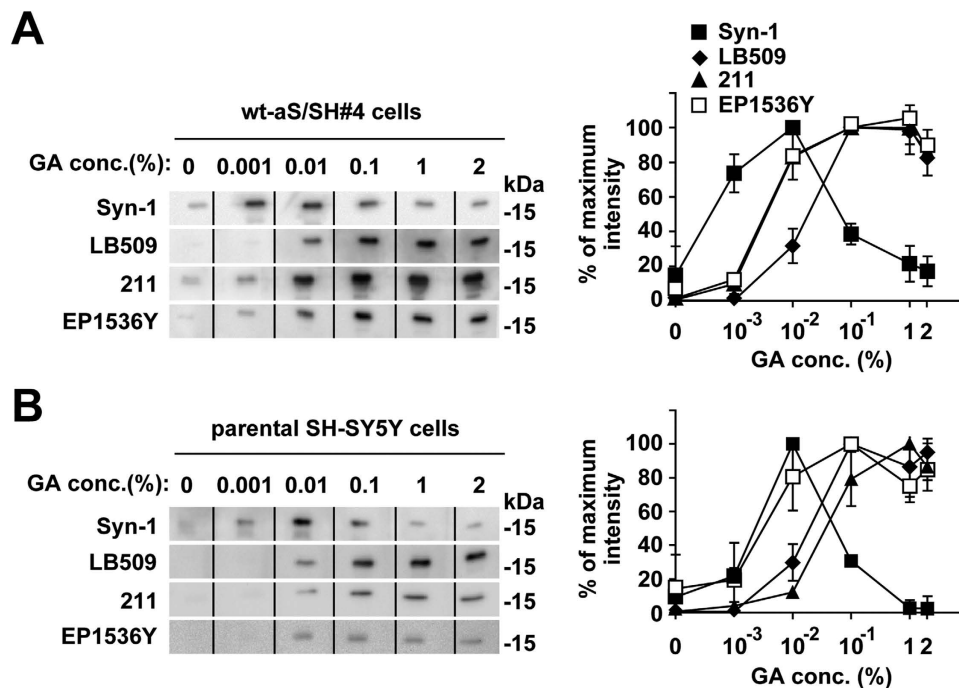 A
wt-aS/SH#4 cells
GA conc.(%): 0 0.001 0.01 0.1 1 2
kDa
Syn-1 -15
LB509 -15
211 -15
EP1536Y -15
Syn-1
LB509
211
EP1536Y
% of maximum
intensity
100
80
60
40
20
0
0 10-3 10-2 10-1 1 2
GA conc. (%)
B
parental SH-SY5Y cells
GA conc.(%): 0 0.001 0.01 0.1 1 2
kDa
Syn-1 -15
LB509 -15
211 -15
EP1536Y -15
% of maximum
intensity
100
80
60
40
20
0
0 10-3 10-2 10-1 1 2
GA conc. (%)